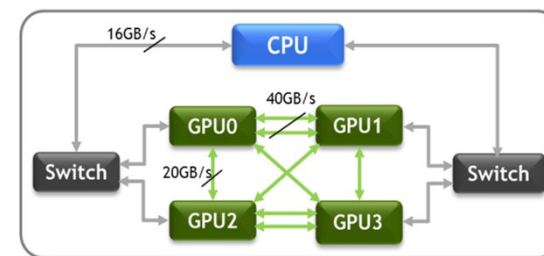 16GB/s
CPU
40GB/s
GPU0
GPU1
Switch
20GB/s
Switch
GPU2
GPU3